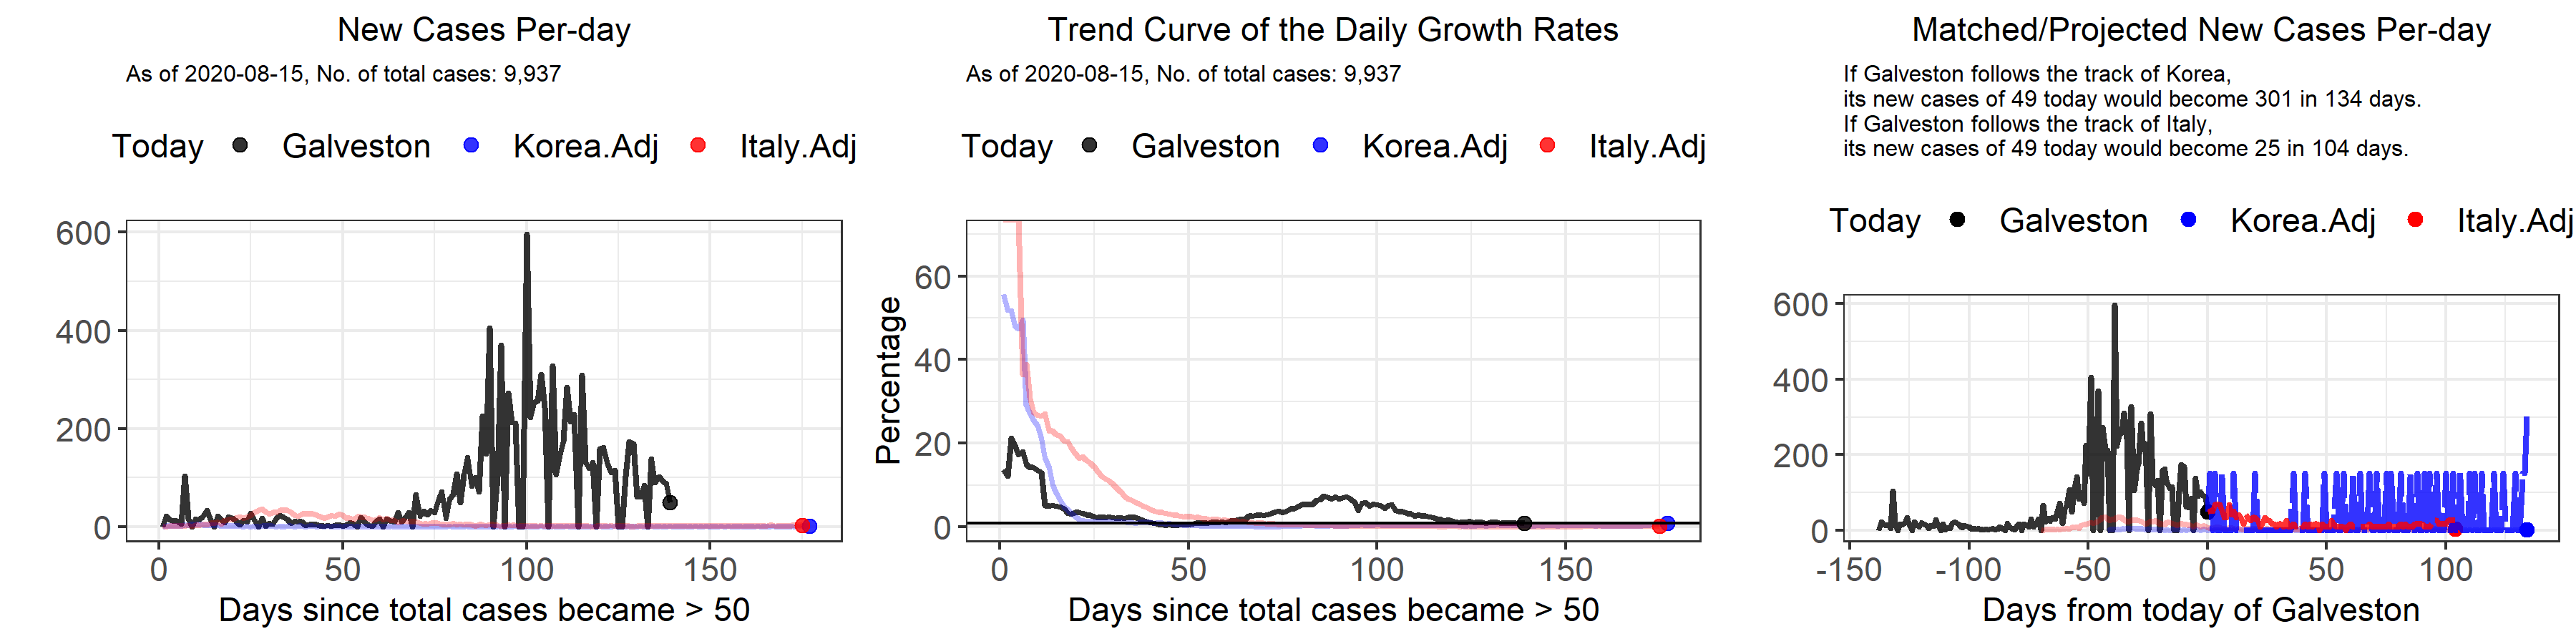 New Cases Per-day
As of 2020-08-15, No. of total cases: 9,937
Today Galveston Korea.Adj Italy.Adj
600
400
200
0
0 50 100 150
Days since total cases became > 50
Trend Curve of the Daily Growth Rates
As of 2020-08-15, No. of total cases: 9,937
Today Galveston Korea.Adj Italy.Adj
Percentage
60
40
20
0
0 50 100 150
Days since total cases became > 50
Matched/Projected New Cases Per-day
If Galveston follows the track of Korea,
its new cases of 49 today would become 301 in 134 days.
If Galveston follows the track of Italy,
its new cases of 49 today would become 25 in 104 days.
Today Galveston Korea.Adj Italy.Adj
600
400
200
0
-150 -100 -50 0 50 100
Days from today of Galveston